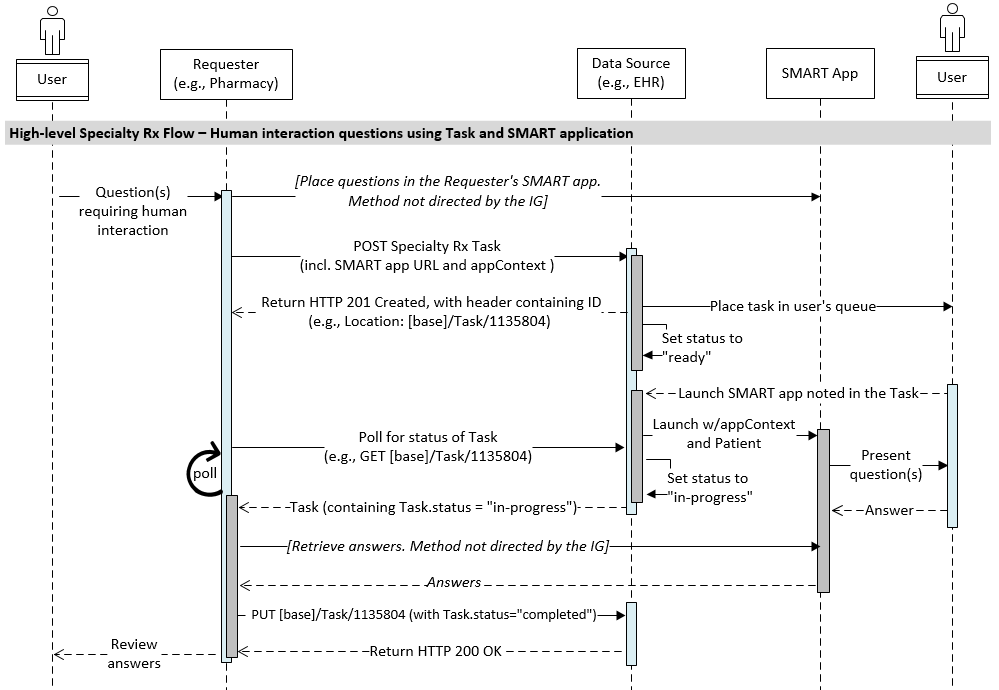 User
Requester
(e.g., Pharmacy)
Data Source
(e.g., EHR)
SMART App
User
High-level Specialty Rx Flow – Human interaction questions using Task and SMART application
Question(s)
requiring human
interaction
[Place questions in the Requester's SMART app.
Method not directed by the IG]
POST Specialty Rx Task
(incl. SMART app URL and appContext )
Return HTTP 201 Created, with header containing ID
(e.g., Location: [base]/Task/1135804)
Place task in user's queue
Set status to
"ready"
Launch SMART app noted in the Task
Launch w/appContext
and Patient
Poll for status of Task
(e.g., GET [base]/Task/1135804)
poll
Present
question(s)
Set status to
"in-progress"
Task (containing Task.status = "in-progress")
Answer
[Retrieve answers. Method not directed by the IG]
Answers
PUT [base]/Task/1135804 (with Task.status="completed")
Review
answers
Return HTTP 200 OK